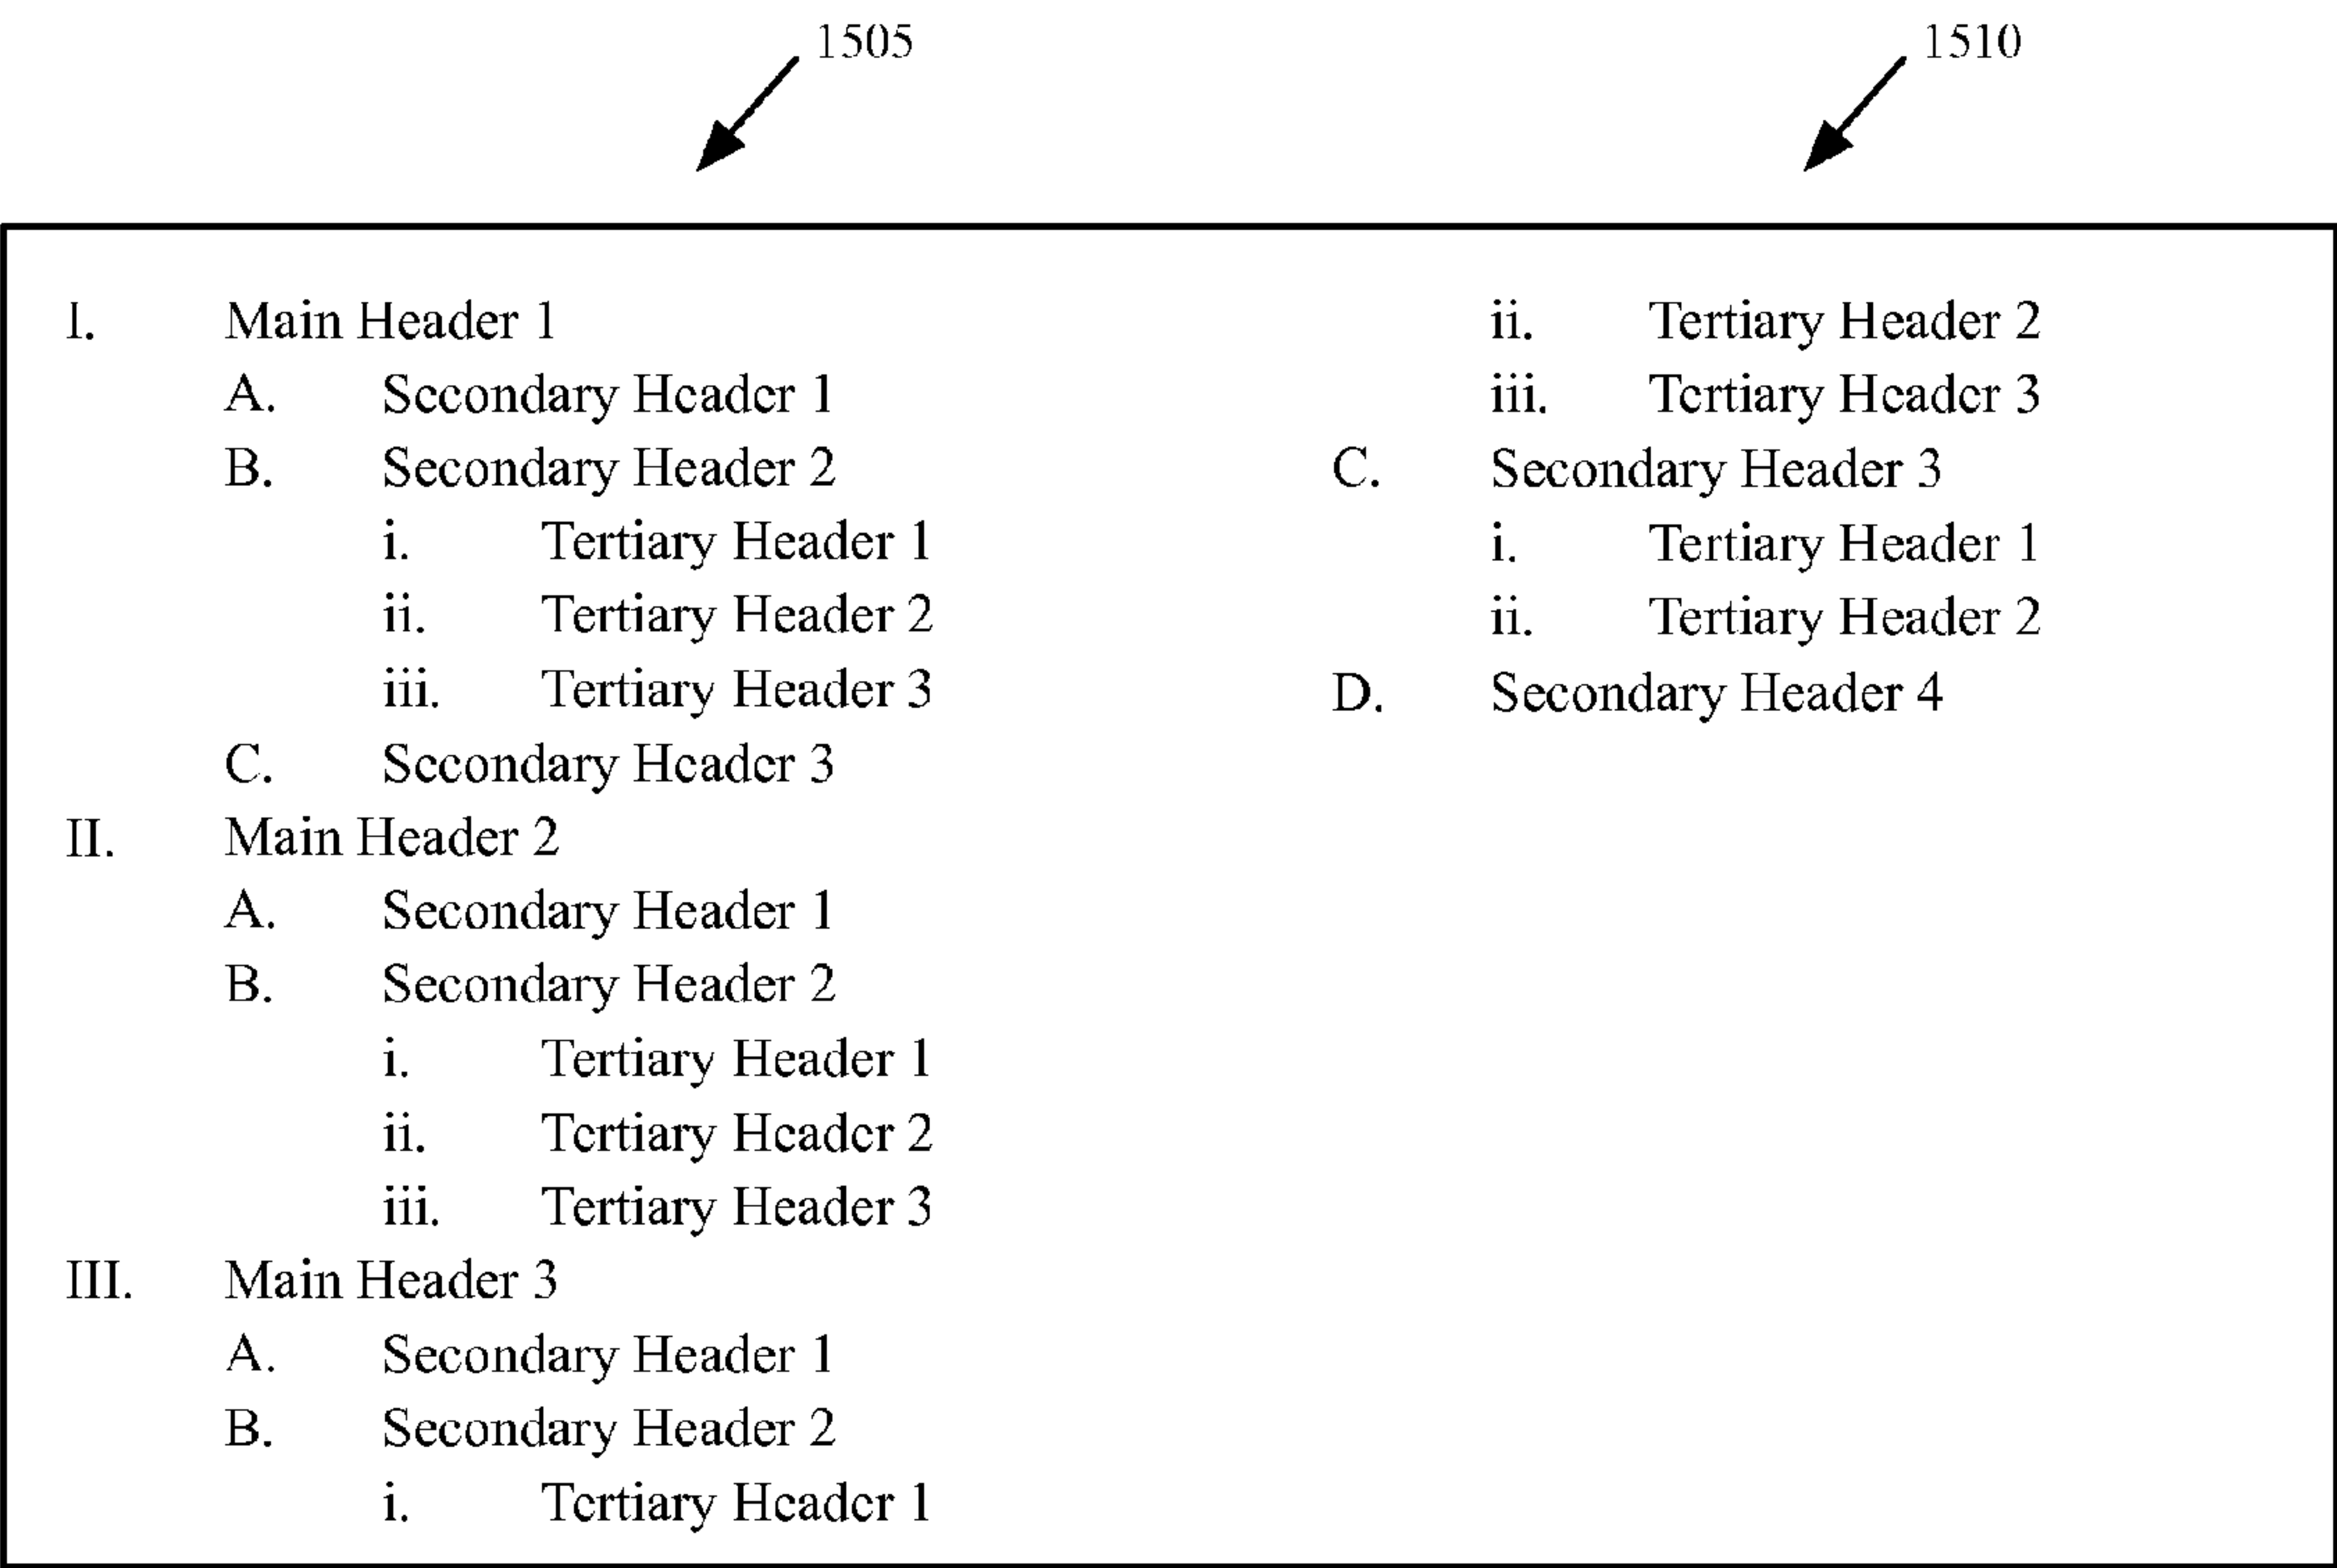 1505
1510
I. Main Header 1
A. Secondary Header 1
B. Secondary Header 2
i. Tertiary Header 1
ii. Tertiary Header 2
iii. Tertiary Header 3
C. Secondary Header 3
II. Main Header 2
A. Secondary Header 1
B. Secondary Header 2
i. Tertiary Header 1
ii. Tertiary Header 2
iii. Tertiary Header 3
III. Main Header 3
A. Secondary Header 1
B. Secondary Header 2
i. Tertiary Header 1
ii. Tertiary Header 2
iii. Tertiary Header 3
C. Secondary Header 3
i. Tertiary Header 1
ii. Tertiary Header 2
D. Secondary Header 4